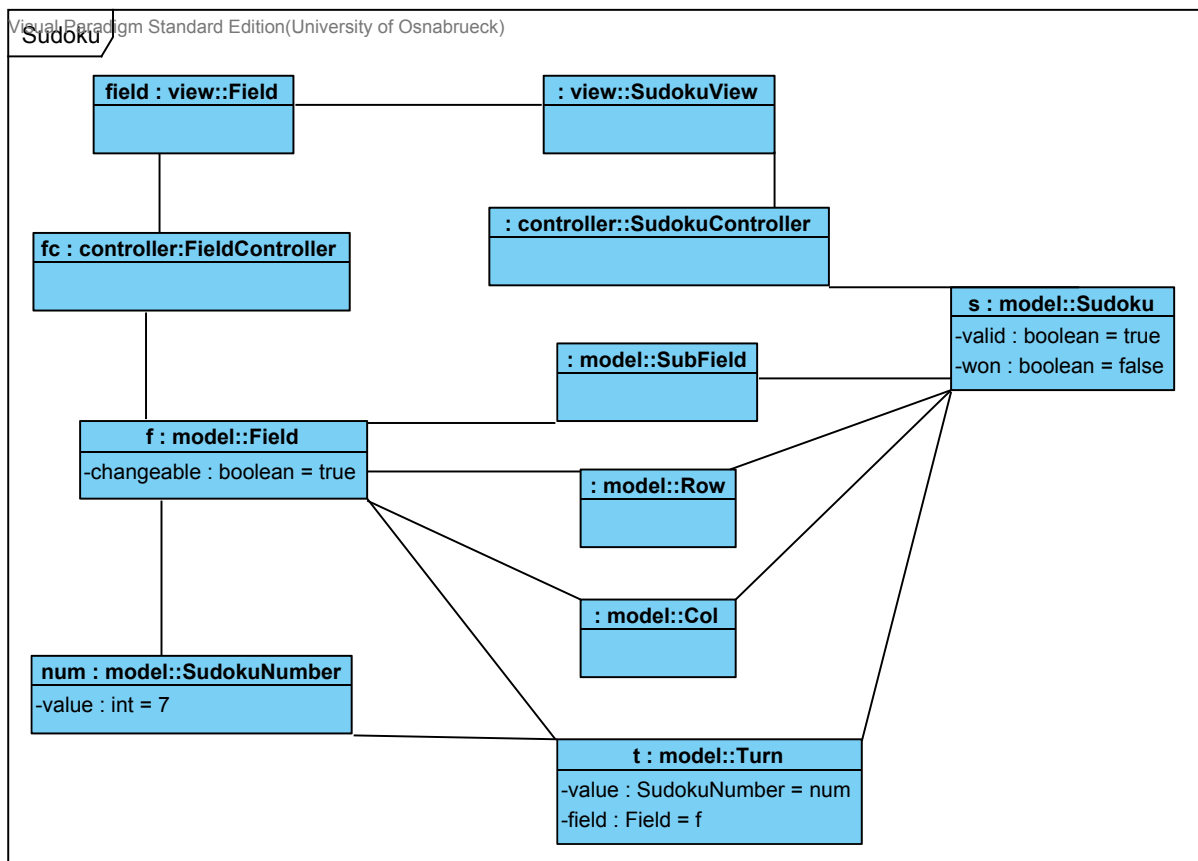 Visual Paradigm Standard Edition(University of Osnabrueck)
Sudoku
field : view::Field
: view::SudokuView
: controller::SudokuController
fc : controller:FieldController
s : model::Sudoku
-valid : boolean = true
-won : boolean = false
: model::SubField
f : model::Field
-changeable : boolean = true
: model::Row
: model::Col
num : model::SudokuNumber
-value : int = 7
t : model::Turn
-value : SudokuNumber = num
-field : Field = f